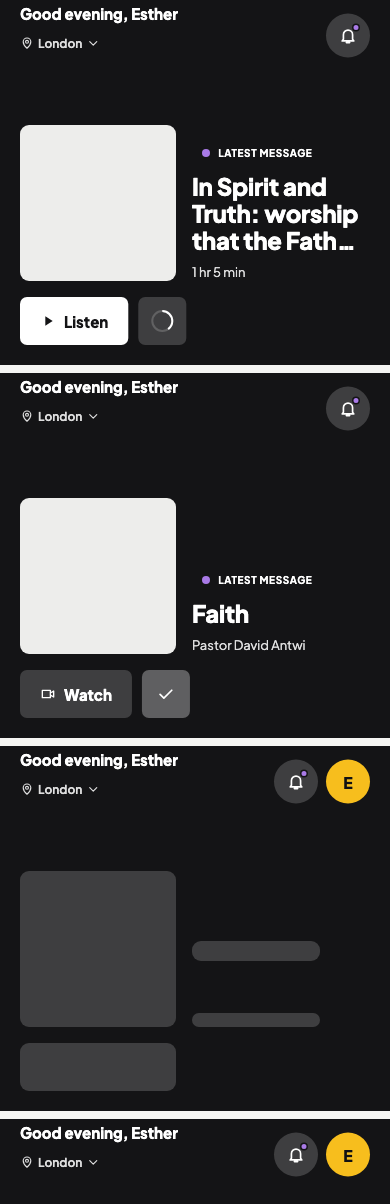 Good evening, Esther
London
LATEST MESSAGE
In Spirit and
Truth: worship
that the Fath...
1 hr 5 min
Listen
Good evening, Esther
London
LATEST MESSAGE
Faith
Pastor David Antwi
Watch
Good evening, Esther
London
E
Good evening, Esther
London
E